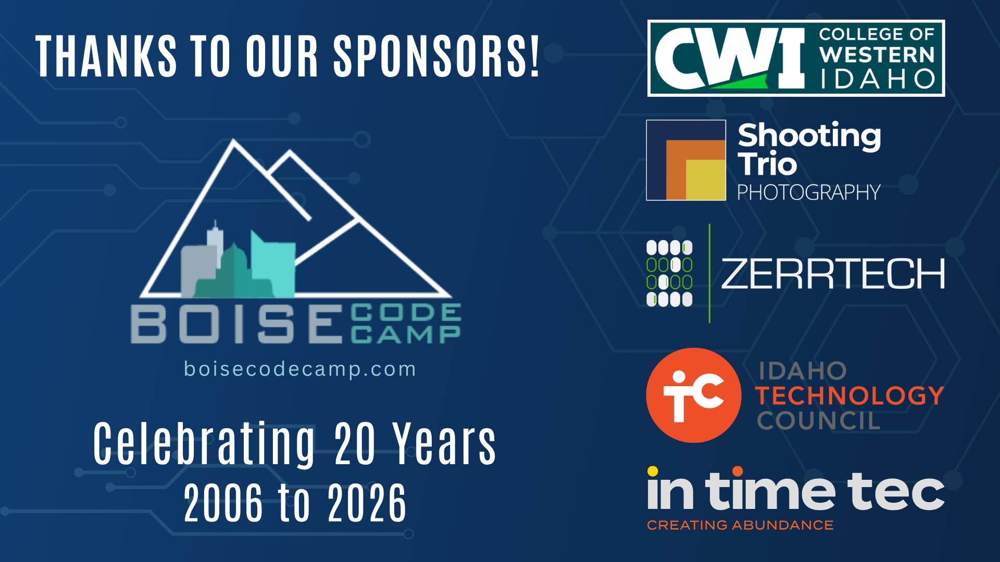 THANKS TO OUR SPONSORS!
BOISE CODE
CAMP
boisecodecamp.com
Celebrating 20 Years
2006 to 2026
CWI
COLLEGE OF
WESTERN
IDAHO
Shooting
Trio
PHOTOGRAPHY
ZERRTECH
iTC
IDAHO
TECHNOLOGY
COUNCIL
in time tec
CREATING ABUNDANCE